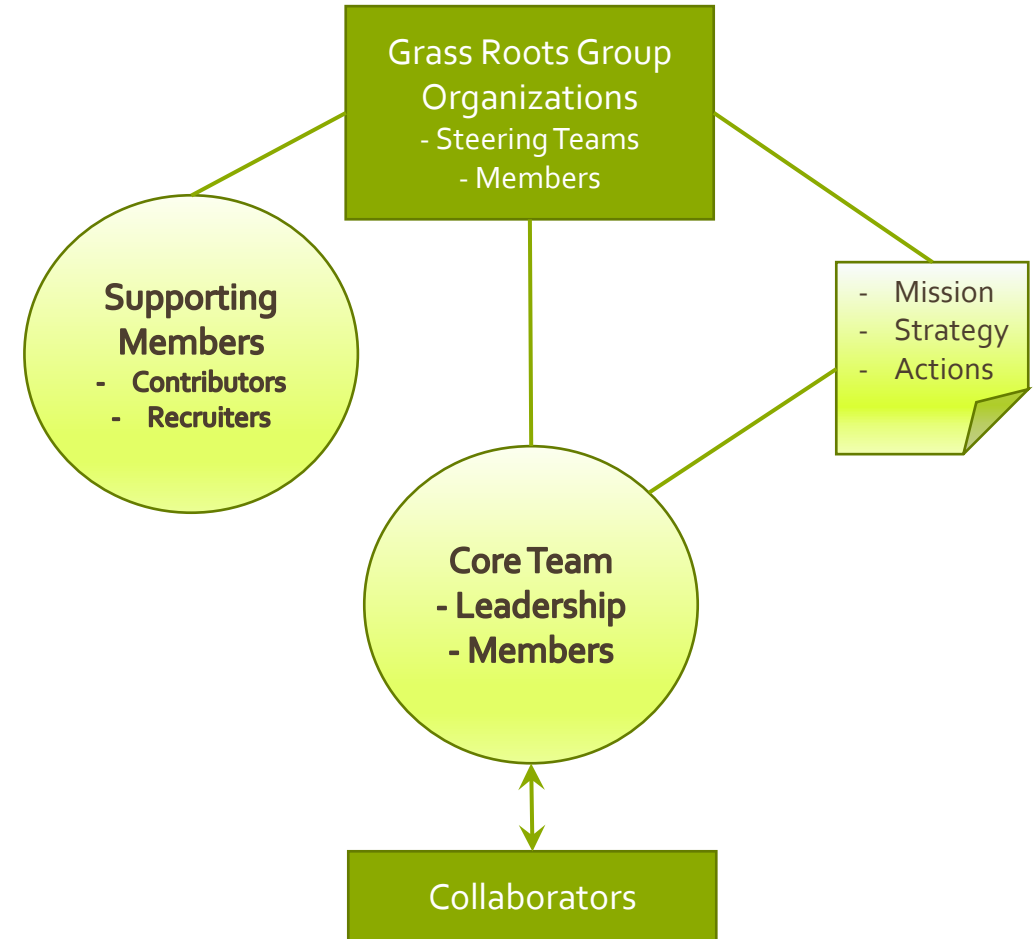 Grass Roots Group
Organizations
- Steering Teams
- Members
Supporting
Members
- Contributors
- Recruiters
- Mission
- Strategy
- Actions
Core Team
- Leadership
- Members
Collaborators